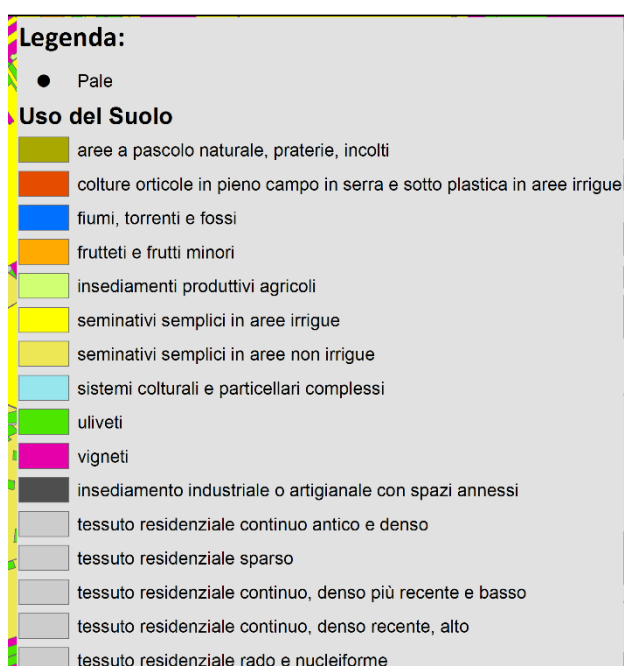 Legenda:
Pale
Uso del Suolo
aree a pascolo naturale, praterie, incolti
colture orticole in pieno campo in serra e sotto plastica in aree irrigue
fiumi, torrenti e fossi
frutteti e frutti minori
insediamenti produttivi agricoli
seminativi semplici in aree irrigue
seminativi semplici in aree non irrigue
sistemi colturali e particellari complessi
uliveti
vigneti
insediamento industriale o artigianale con spazi annessi
tessuto residenziale continuo antico e denso
tessuto residenziale sparso
tessuto residenziale continuo, denso più recente e basso
tessuto residenziale continuo, denso recente, alto
tessuto residenziale rado e nucleiforme